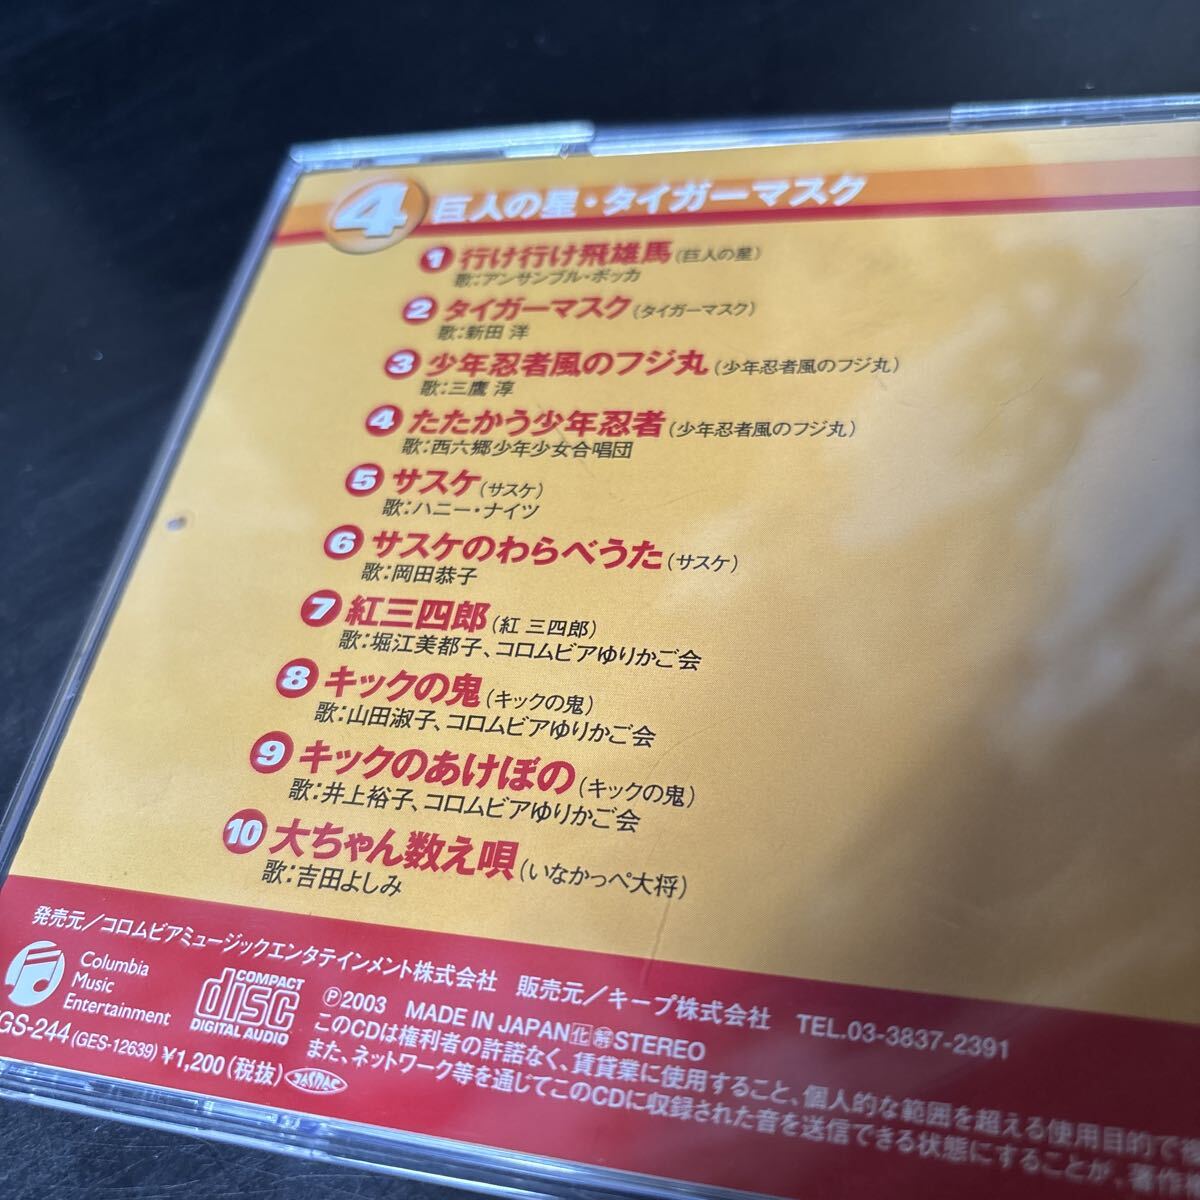 4 巨人の星・タイガーマスク
1 行け行け飛雄馬(巨人の星)
歌:アンサンブル・ボッカ
2 タイガーマスク(タイガーマスク)
歌:新田 洋
3 少年忍者風のフジ丸(少年忍者風のフジ丸)
歌:三鷹 淳
4 たたかう少年忍者(少年忍者風のフジ丸)
歌:西六郷少年少女合唱団
5 サスケ(サスケ)
歌:ハニー・ナイツ
6 サスケのわらべうた(サスケ)
歌:岡田恭子
7 紅三四郎(紅 三四郎)
歌:堀江美都子、コロムビアゆりかご会
8 キックの鬼(キックの鬼)
歌:山田淑子、コロムビアゆりかご会
9 キックのあけぼの(キックの鬼)
歌:井上裕子、コロムビアゆりかご会
10 大ちゃん数え唄(いなかっぺ大将)
歌:吉田よしみ
発売元/コロムビアミュージックエンタテインメント株式会社 販売元/キープ株式会社 TEL.03-3837-2391
Columbia
Music
Entertainment
COMPACT
disc
DIGITAL AUDIO
Ⓟ2003 MADE IN JAPAN 化 解 STEREO
このCDは権利者の許諾なく、賃貸業に使用すること、個人的な範囲を超える使用目的で
また、ネットワーク等を通じてこのCDに収録された音を送信できる状態にすることが、著作
GS-244(GES-12639) ¥1,200(税抜) JASRAC